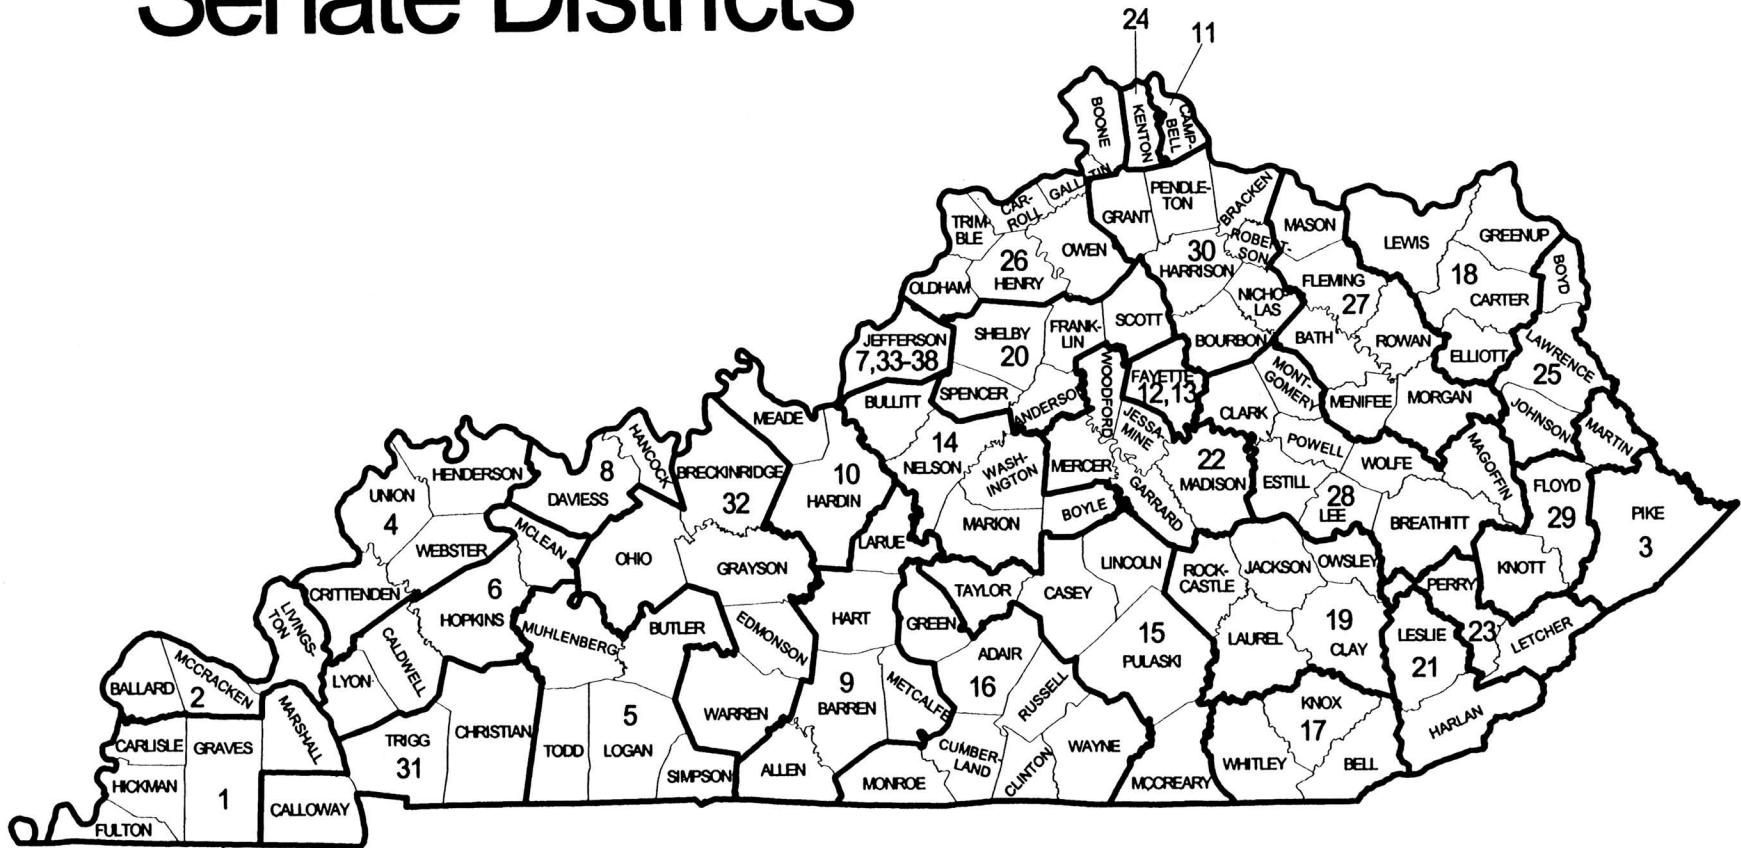 Senate Districts
24
11
BOONE
KENTON
CAMP-
BELL
GALLATIN
CAR-
ROLL
TRIM-
BLE
GRANT
PENDLE-
TON
BRACKEN
ROBERT-
SON
MASON
LEWIS
GREENUP
BOYD
OWEN
26
HENRY
30
HARRISON
18
CARTER
OLDHAM
NICHO-
LAS
FLEMING
27
JEFFERSON
7,33-38
SHELBY
20
FRANK-
LIN
SCOTT
BOURBON
BATH
ROWAN
ELLIOTT
LAWRENCE
25
WOODFORD
FAYETTE
12,13
MONT-
GOMERY
MENIFEE
MORGAN
JOHNSON
MARTIN
BULLITT
SPENCER
ANDERSON
CLARK
MEADE
JESSA
MINE
POWELL
WOLFE
MAGOFFIN
HANCOCK
14
NELSON
WASH-
INGTON
MERCER
22
MADISON
ESTILL
HENDERSON
8
DAVIESS
BRECKINRIDGE
32
10
HARDIN
GARRARD
28
LEE
BREATHITT
FLOYD
29
PIKE
3
UNION
4
BOYLE
MARION
WEBSTER
MCLEAN
OHIO
GRAYSON
LARUE
LINCOLN
ROCK-
CASTLE
JACKSON
OWSLEY
PERRY
KNOTT
CRITTENDEN
6
HOPKINS
TAYLOR
CASEY
LIVINGS-
TON
CALDWELL
MUHLENBERG
BUTLER
EDMONSON
HART
GREEN
15
PULASKI
LAUREL
19
CLAY
LESLIE
21
23
LETCHER
BALLARD
MCCRACKEN
2
LYON
ADAIR
16
RUSSELL
9
BARREN
METCALFE
MARSHALL
KNOX
17
HARLAN
CARLISLE
GRAVES
1
TRIGG
31
CHRISTIAN
TODD
5
LOGAN
WARREN
SIMPSON
ALLEN
MONROE
CUMBER-
LAND
CLINTON
WAYNE
MCCREARY
WHITLEY
BELL
HICKMAN
FULTON
CALLOWAY